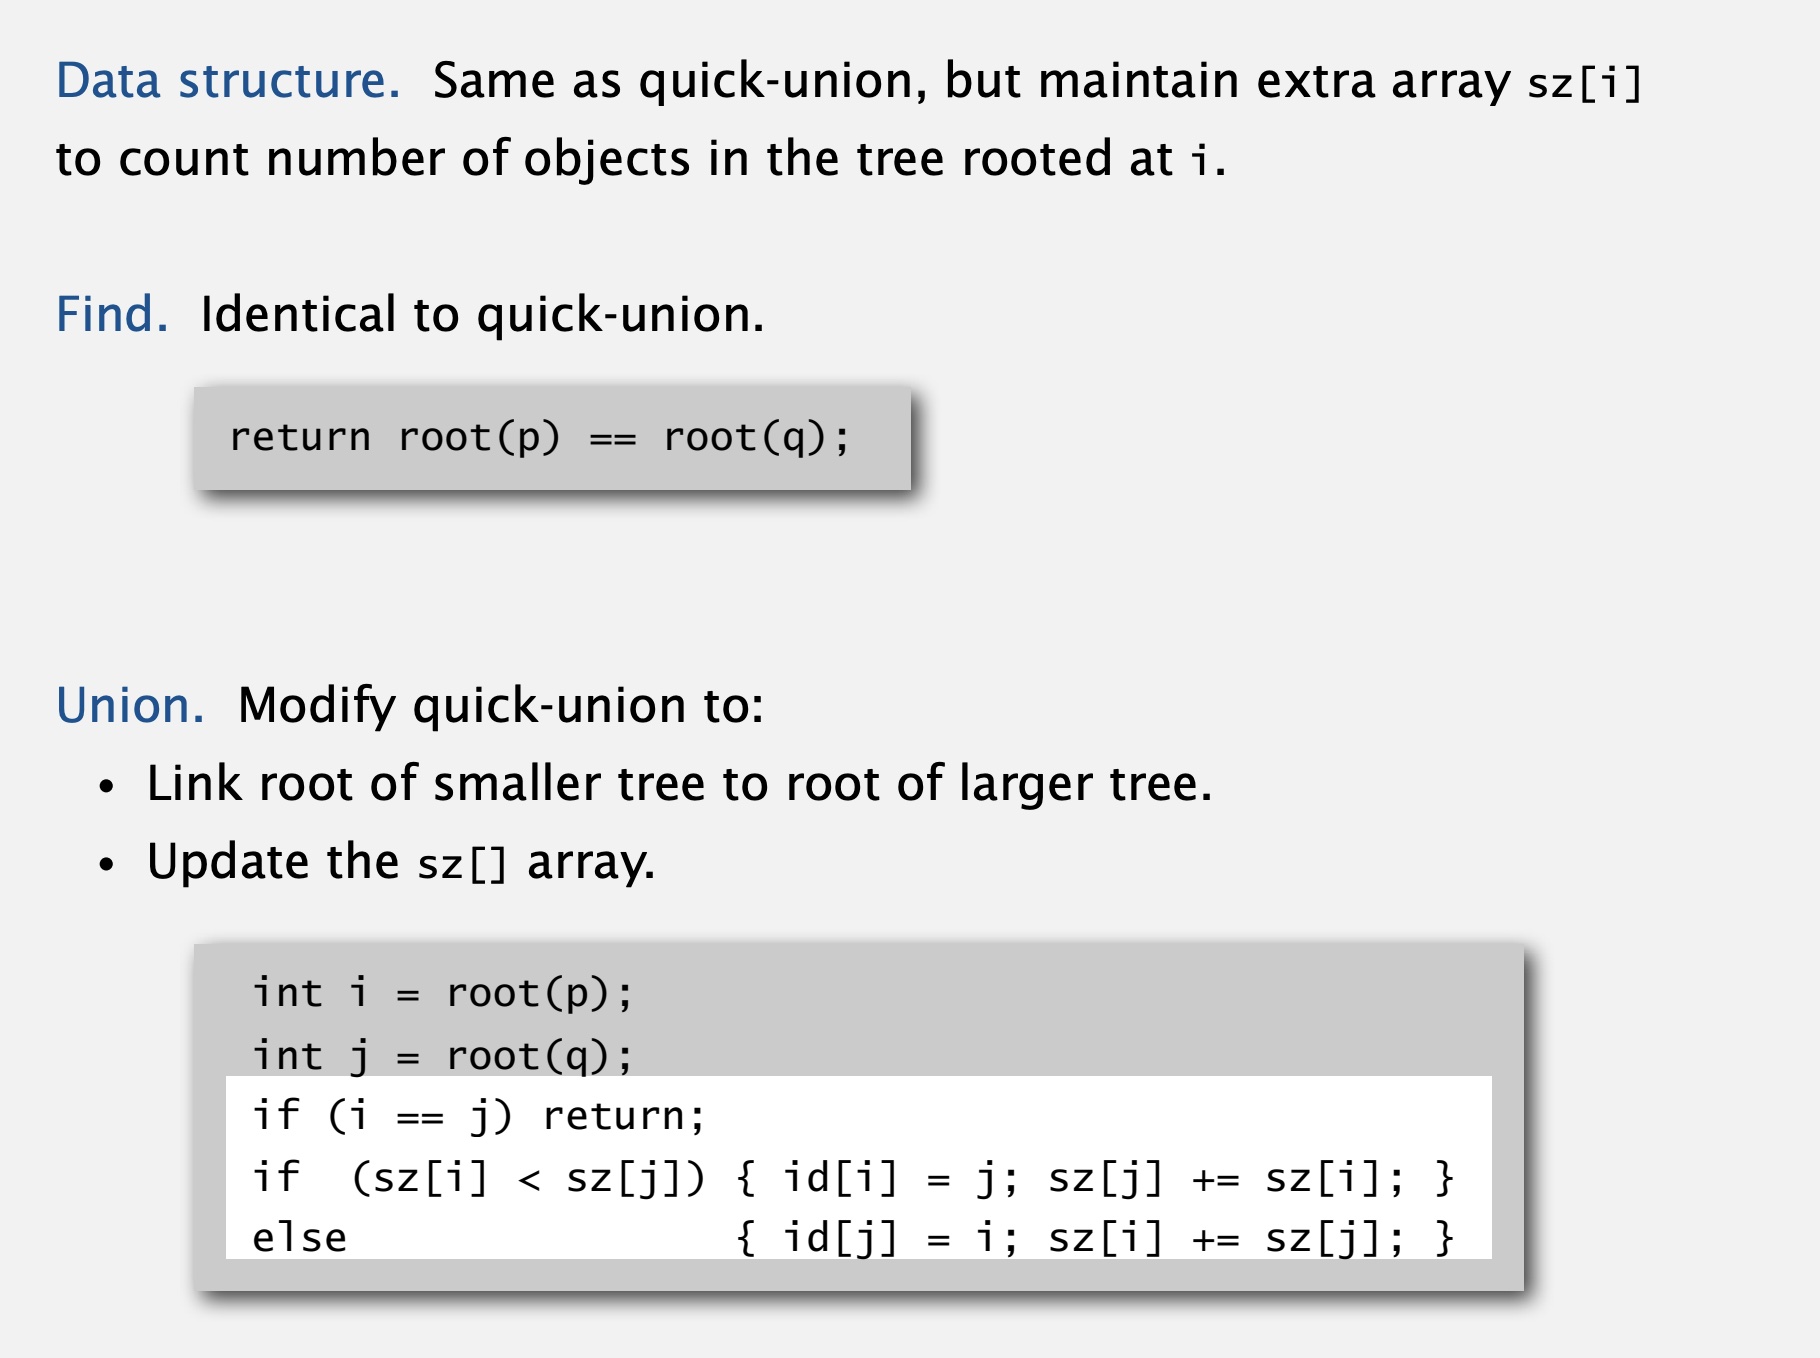 Data structure. Same as quick-union, but maintain extra array sz[i]
to count number of objects in the tree rooted at i.
Find. Identical to quick-union.
return root(p) == root(q);
Union. Modify quick-union to:
• Link root of smaller tree to root of larger tree.
• Update the sz[] array.
int i = root(p);
int j = root(q);
if (i == j) return;
if  (sz[i] < sz[j]) { id[i] = j; sz[j] += sz[i]; }
else                { id[j] = i; sz[i] += sz[j]; }